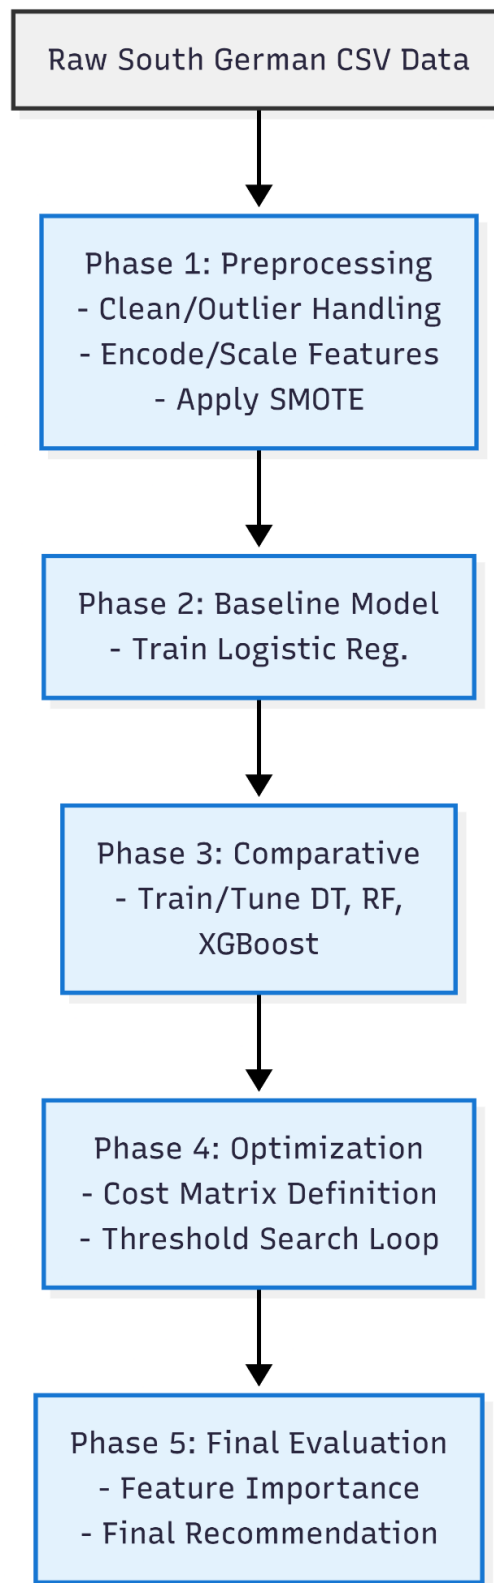 Raw South German CSV Data
Phase 1: Preprocessing
- Clean/Outlier Handling
- Encode/Scale Features
- Apply SMOTE
Phase 2: Baseline Model
- Train Logistic Reg.
Phase 3: Comparative
- Train/Tune DT, RF,
XGBoost
Phase 4: Optimization
- Cost Matrix Definition
- Threshold Search Loop
Phase 5: Final Evaluation
- Feature Importance
- Final Recommendation